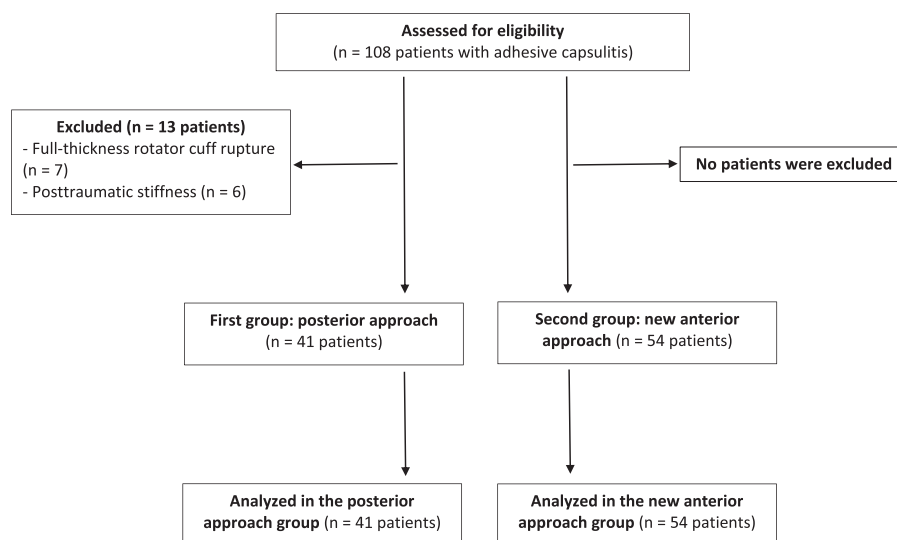 Assessed for eligibility
(n = 108 patients with adhesive capsulitis)
Excluded (n = 13 patients)
- Full-thickness rotator cuff rupture
(n = 7)
- Posttraumatic stiffness (n = 6)
No patients were excluded
First group: posterior approach
(n = 41 patients)
Second group: new anterior
approach (n = 54 patients)
Analyzed in the posterior
approach group (n = 41 patients)
Analyzed in the new anterior
approach group (n = 54 patients)